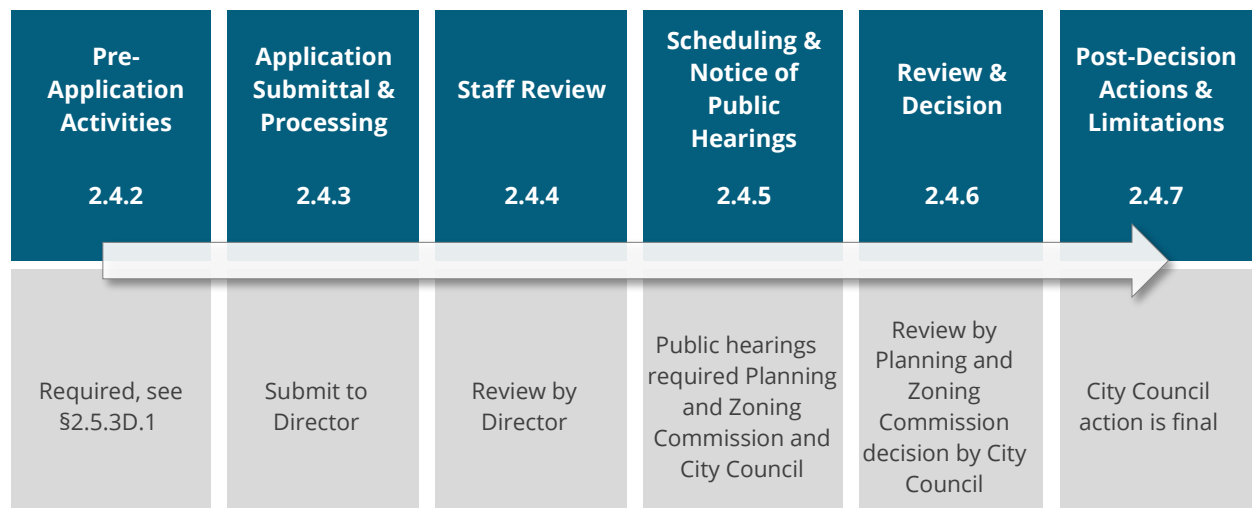 Pre-
Application
Activities
2.4.2
Application
Submittal &
Processing
2.4.3
Staff Review
2.4.4
Scheduling &
Notice of
Public
Hearings
2.4.5
Review &
Decision
2.4.6
Post-Decision
Actions &
Limitations
2.4.7
Required, see
§2.5.3D.1
Submit to
Director
Review by
Director
Public hearings
required Planning
and Zoning
Commission and
City Council
Review by
Planning and
Zoning
Commission
decision by City
Council
City Council
action is final